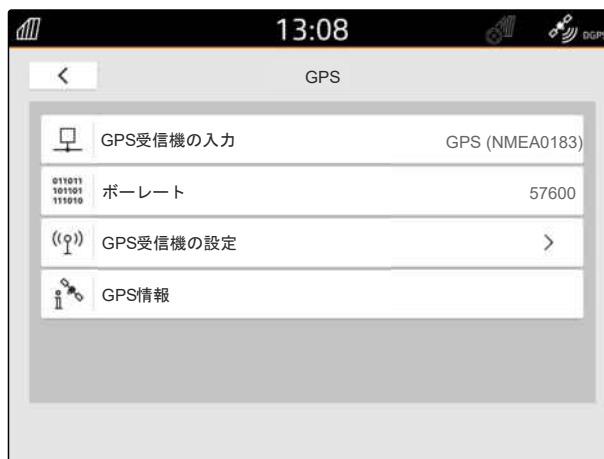 13:08
DGPS
GPS
GPS受信機の入力
GPS (NMEA0183)
011011
101101
111010
ボーレート
57600
GPS受信機の設定
GPS情報